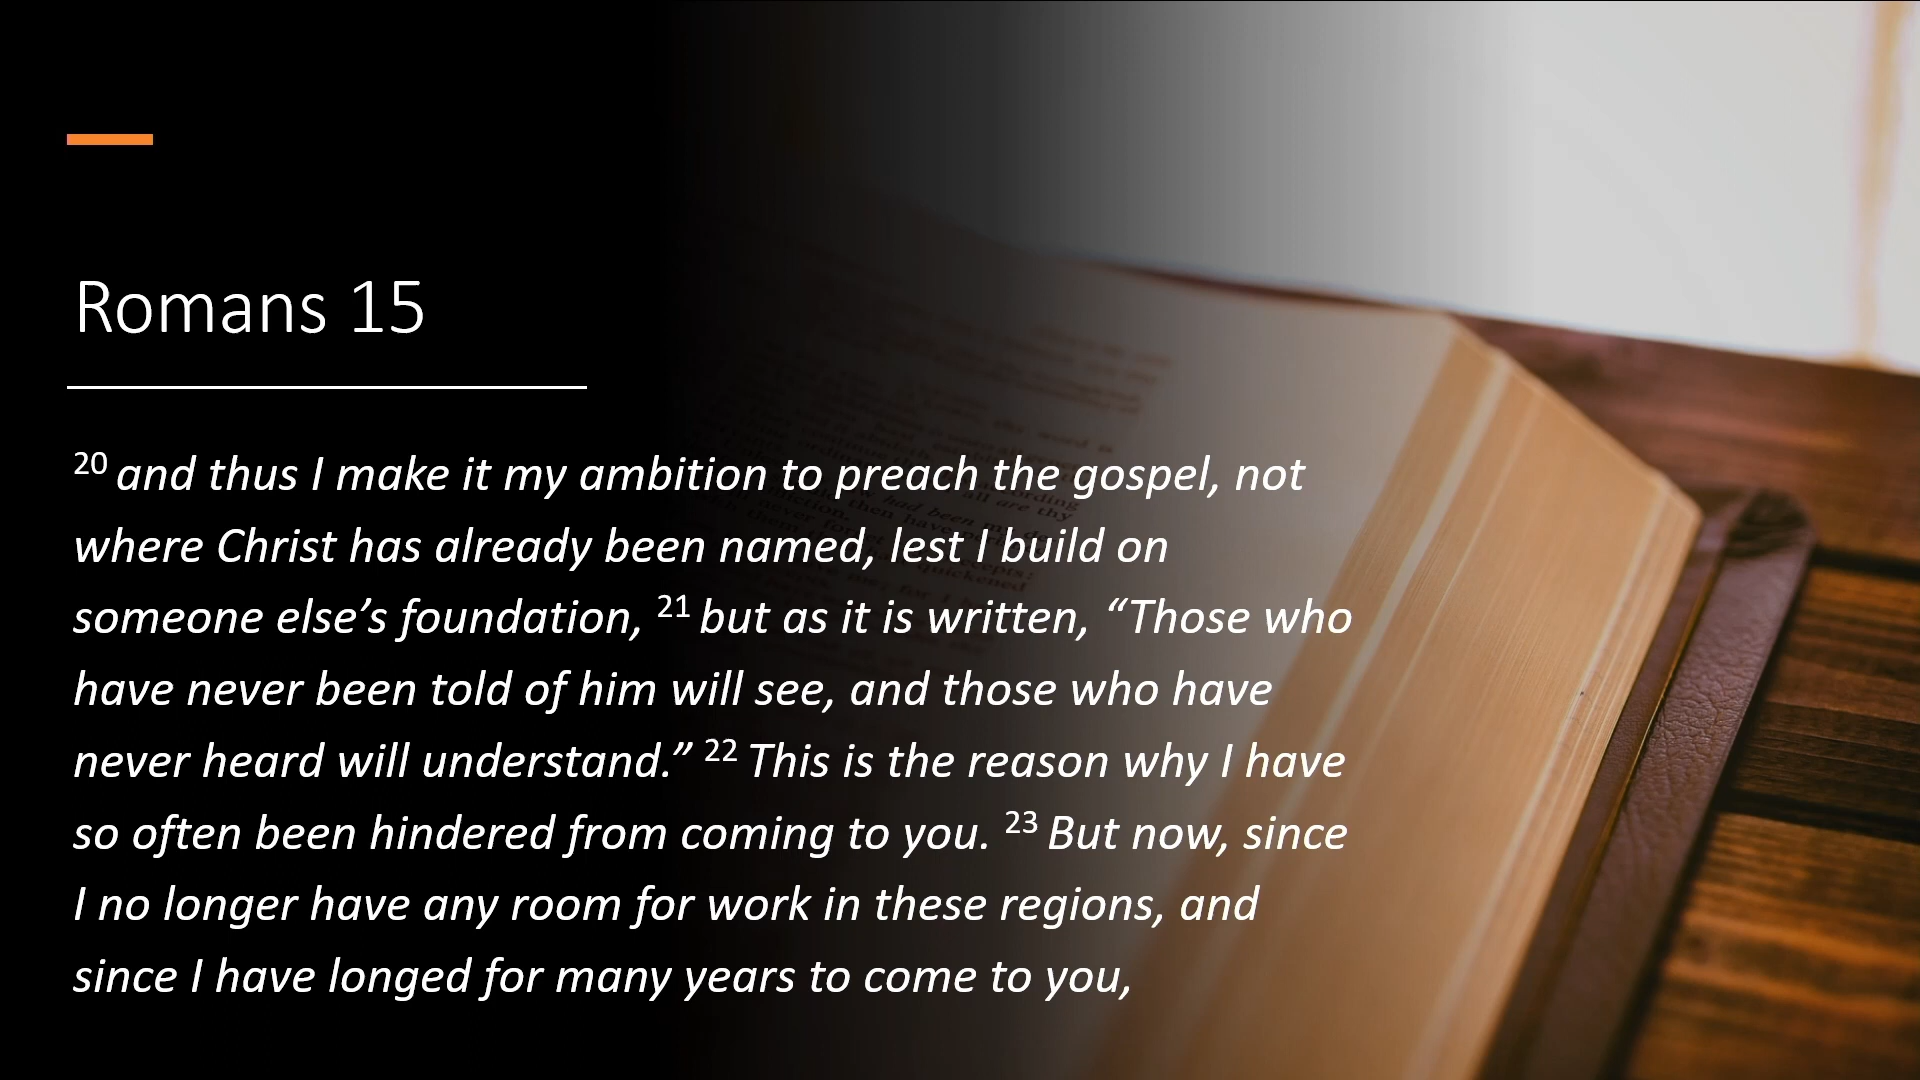 Romans 15
20 and thus I make it my ambition to preach the gospel, not
where Christ has already been named, lest I build on
someone else’s foundation, 21 but as it is written, “Those who
have never been told of him will see, and those who have
never heard will understand.” 22 This is the reason why I have
so often been hindered from coming to you. 23 But now, since
I no longer have any room for work in these regions, and
since I have longed for many years to come to you,